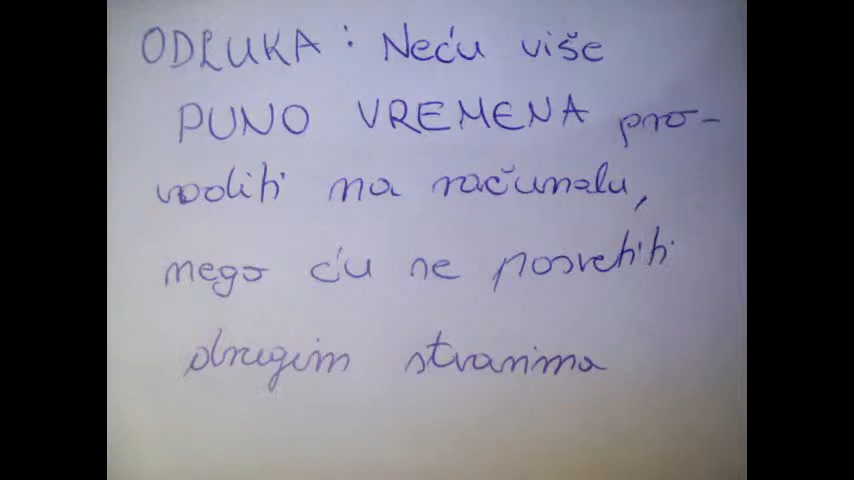 ODLUKA : Neću više
PUNO VREMENA pro-
voditi na računalu,
nego ću se posvetiti
drugim stvarima